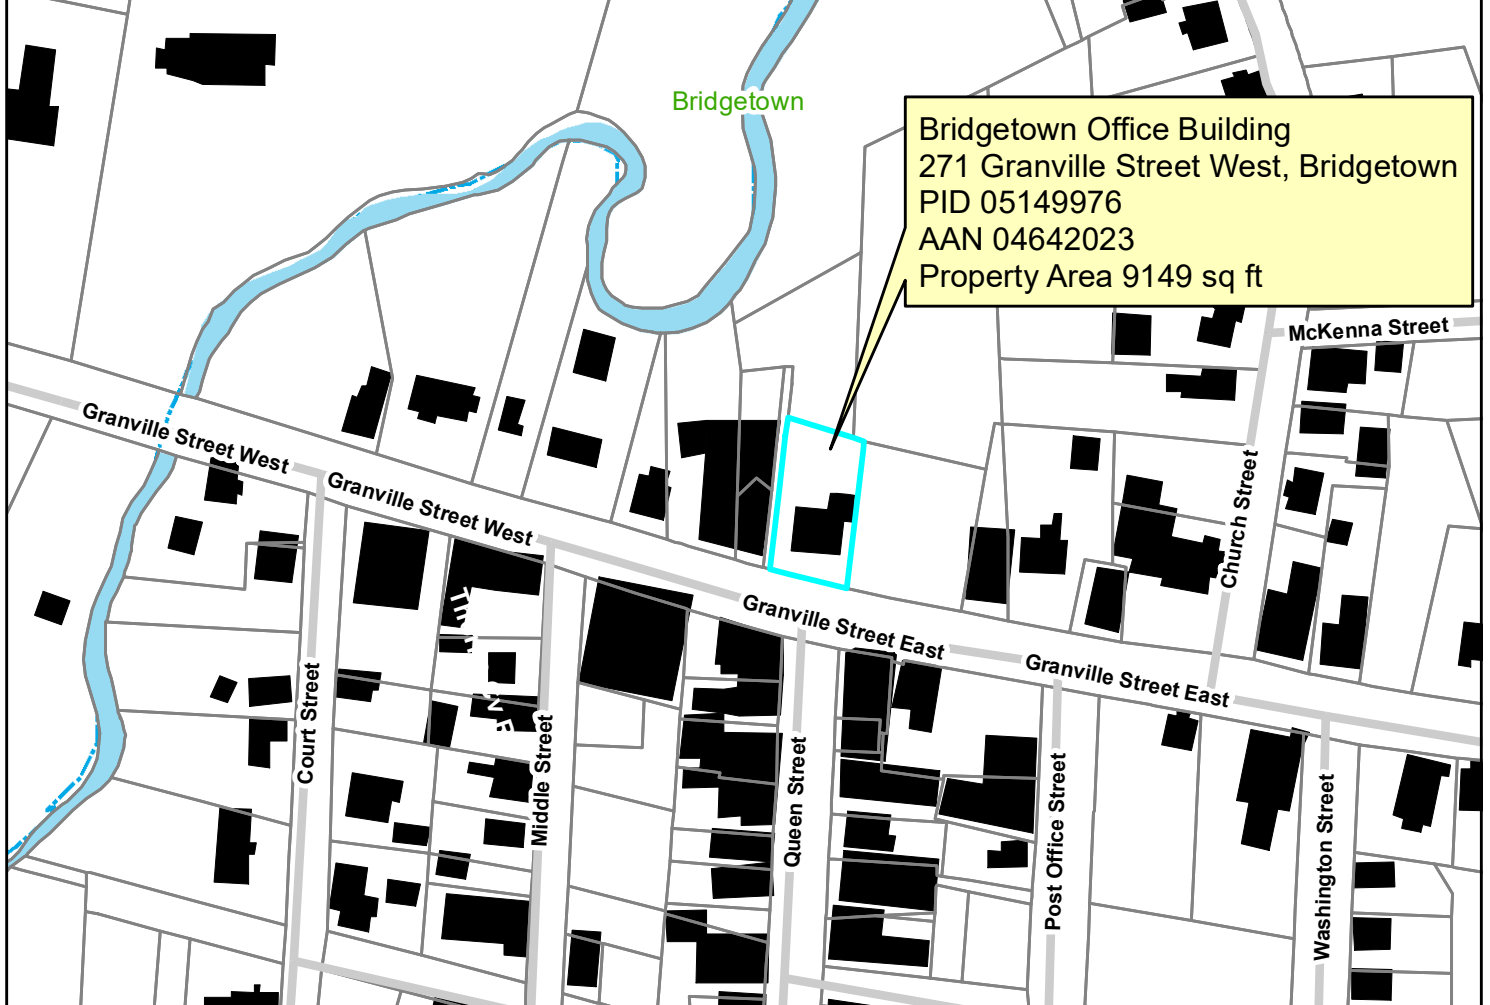 Bridgetown
Bridgetown Office Building
271 Granville Street West, Bridgetown
PID 05149976
AAN 04642023
Property Area 9149 sq ft
McKenna Street
Granville Street West
Granville Street West
Granville Street East
Granville Street East
Church Street
Court Street
Middle Street
Queen Street
Post Office Street
Washington Street